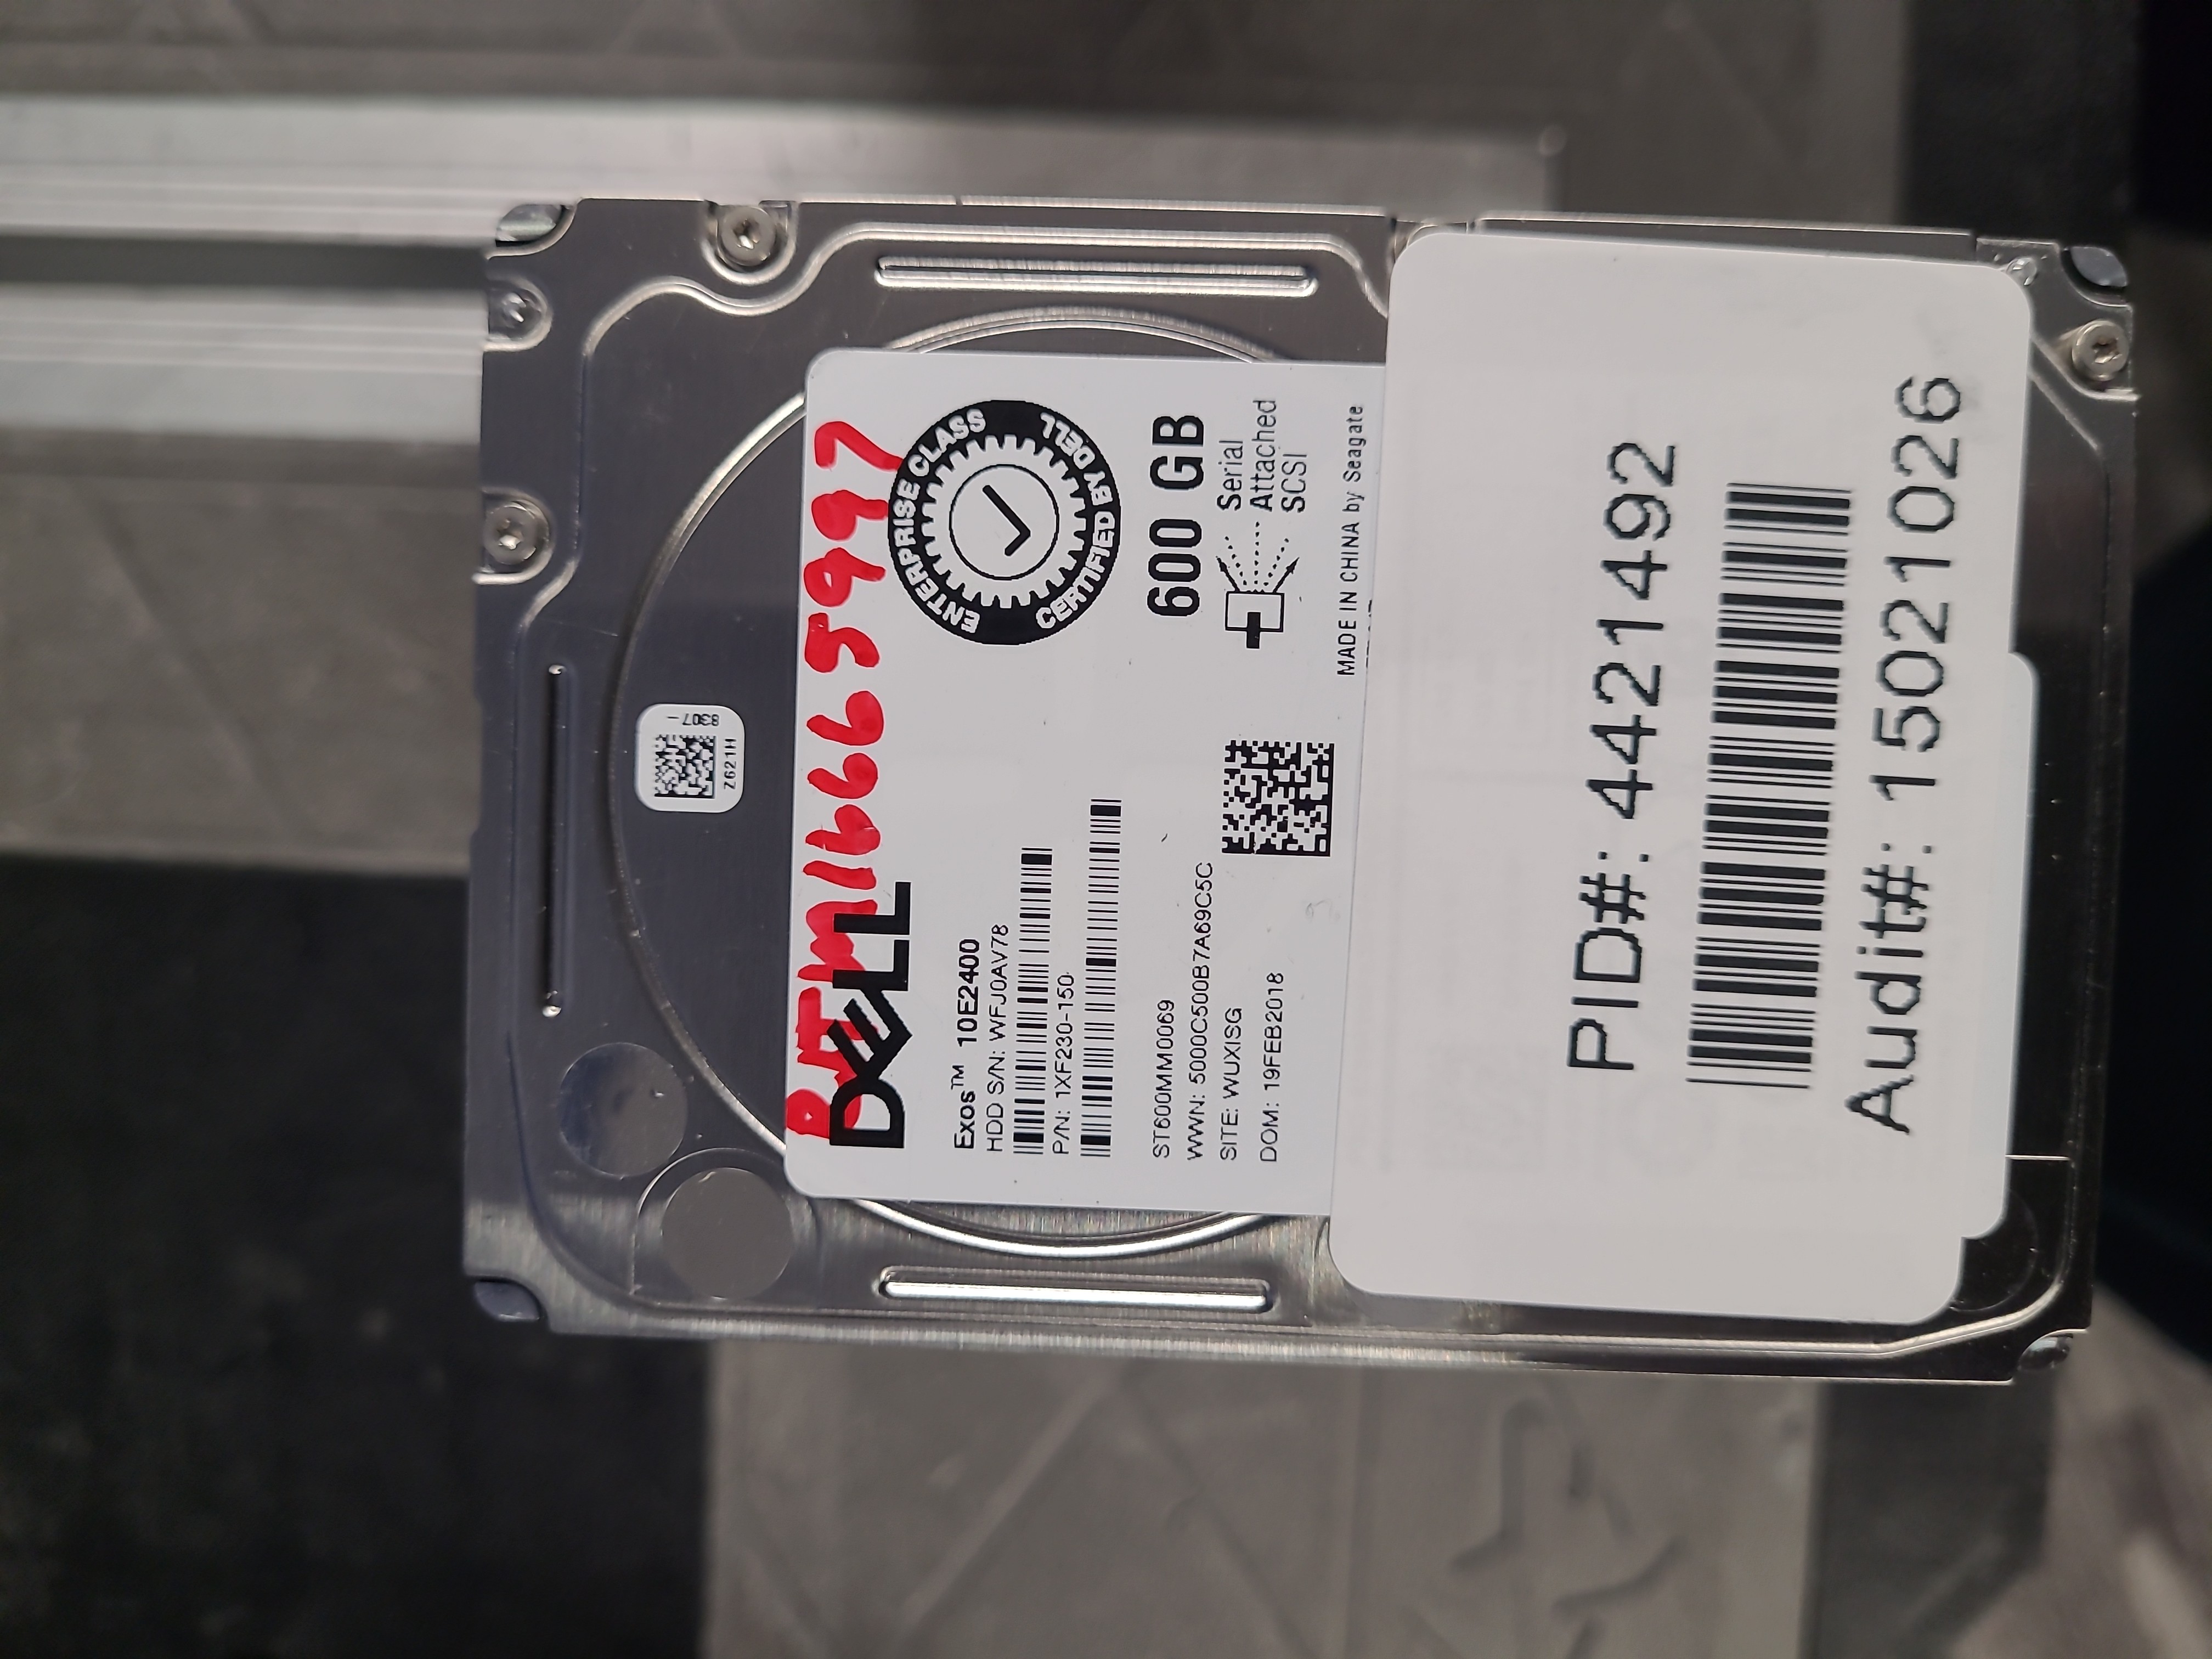 Z621H
8307-
RITM16665997
DELL
ENTERPRISE CLASS
CERTIFIED BY DELL
Exos™ 10E2400
HDD S/N: WFJ0AV78
P/N: 1XF230-150
600 GB
ST600MM0069
WWN: 5000C500B7A69C5C
SITE: WUXISG
DOM: 19FEB2018
Serial
Attached
SCSI
MADE IN CHINA by Seagate
PID#: 4421492
Audit#: 15021026